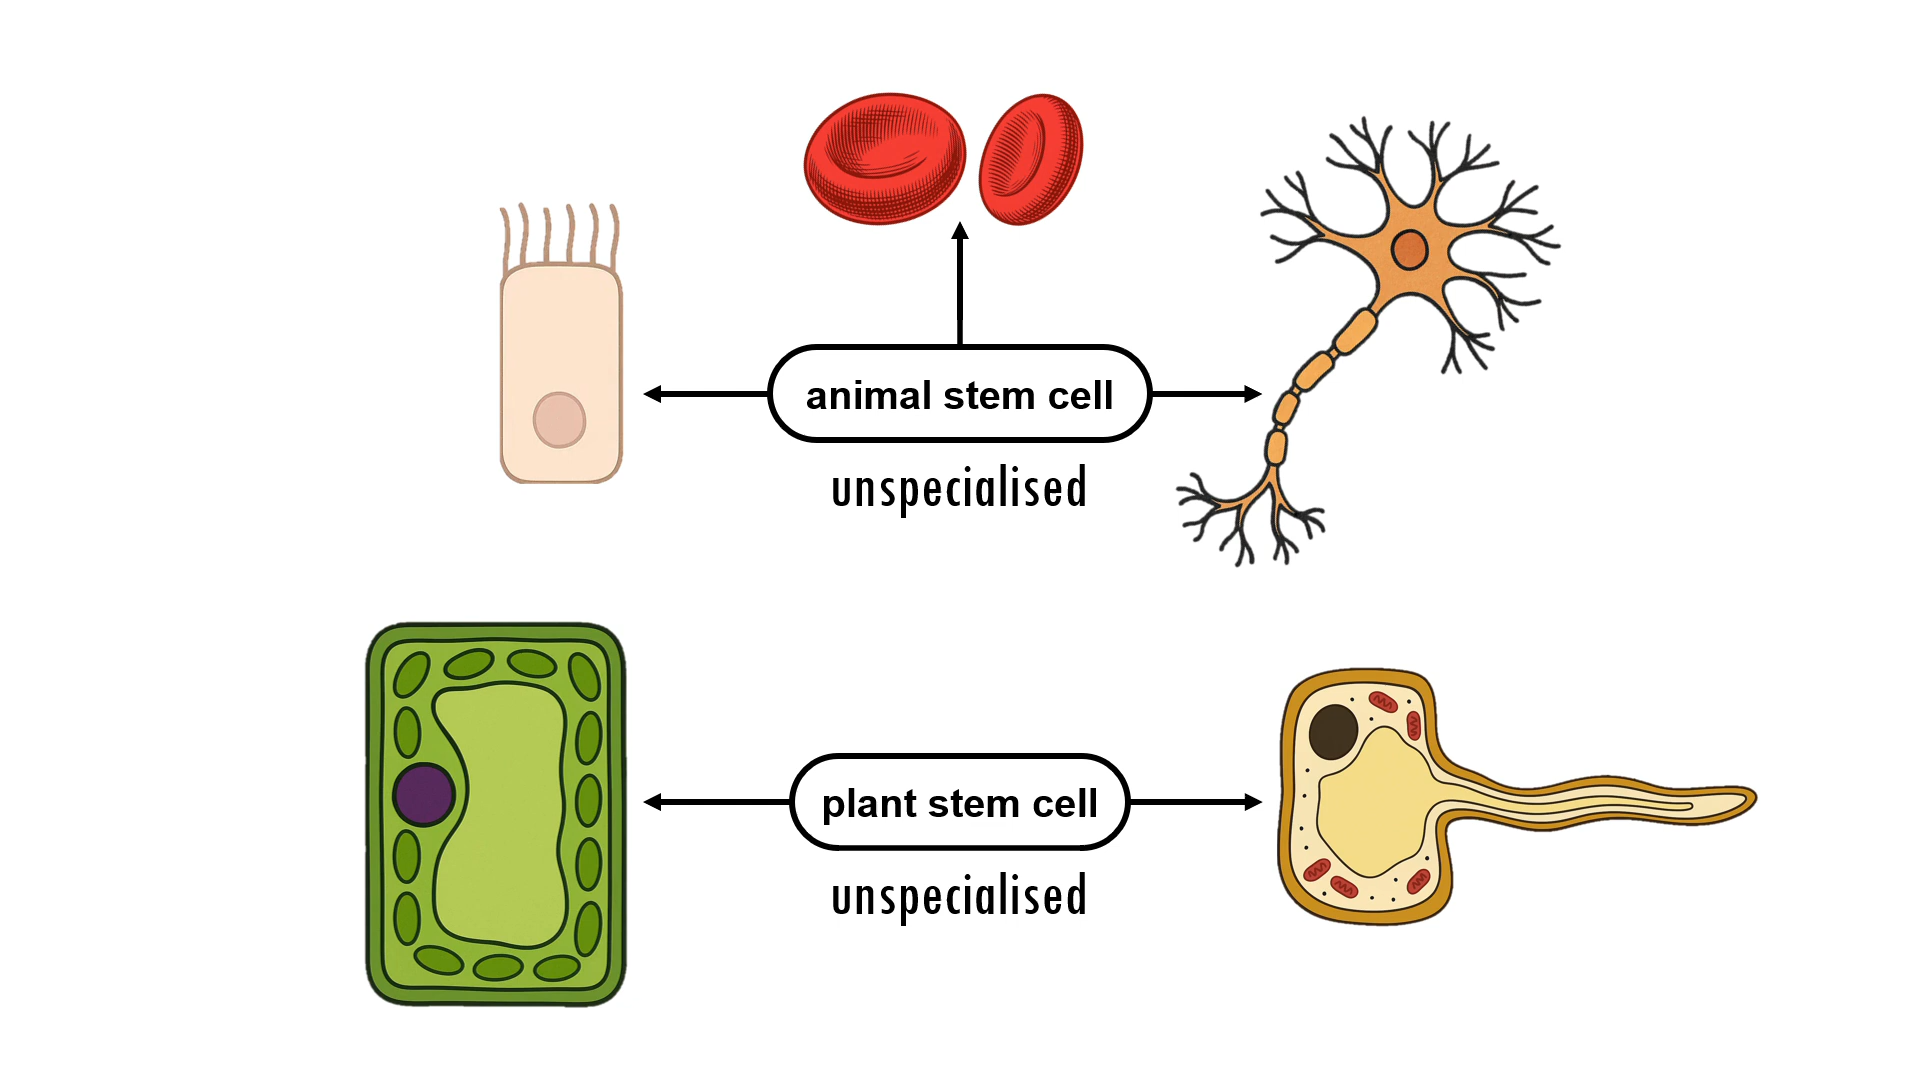 animal stem cell
unspecialised
plant stem cell
unspecialised